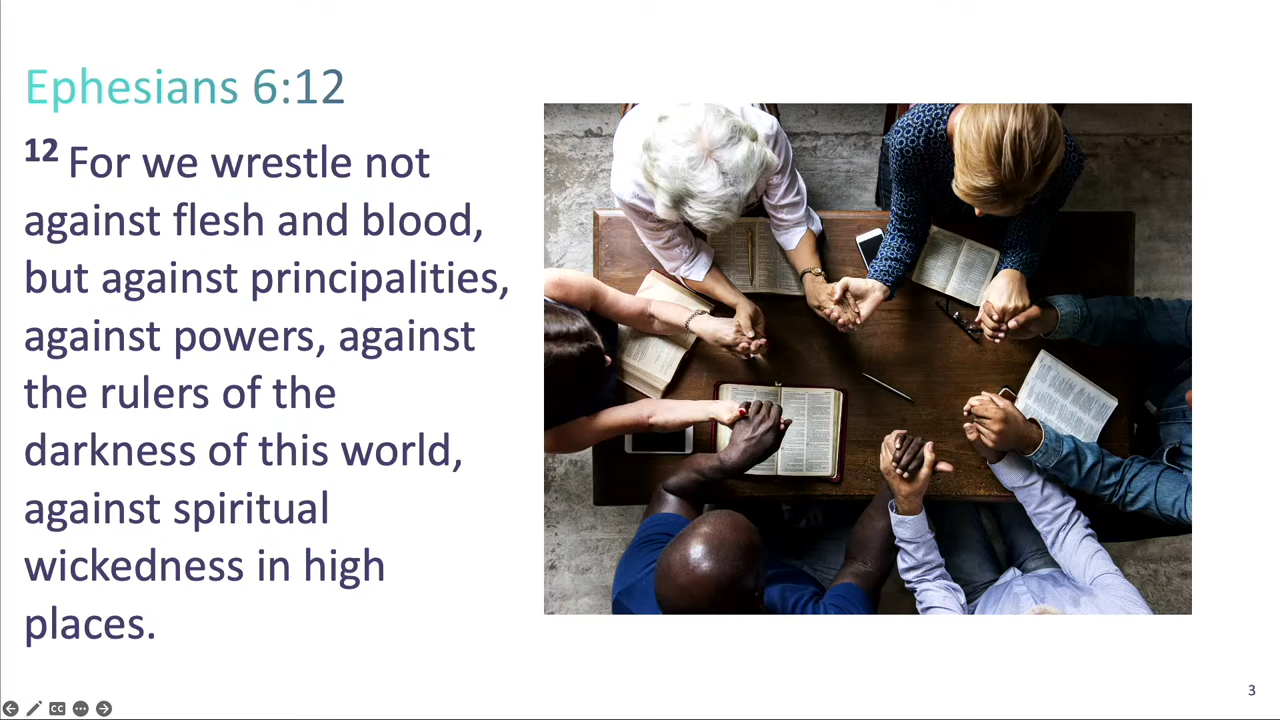 Ephesians 6:12
12 For we wrestle not
against flesh and blood,
but against principalities,
against powers, against
the rulers of the
darkness of this world,
against spiritual
wickedness in high
places.
CC
3